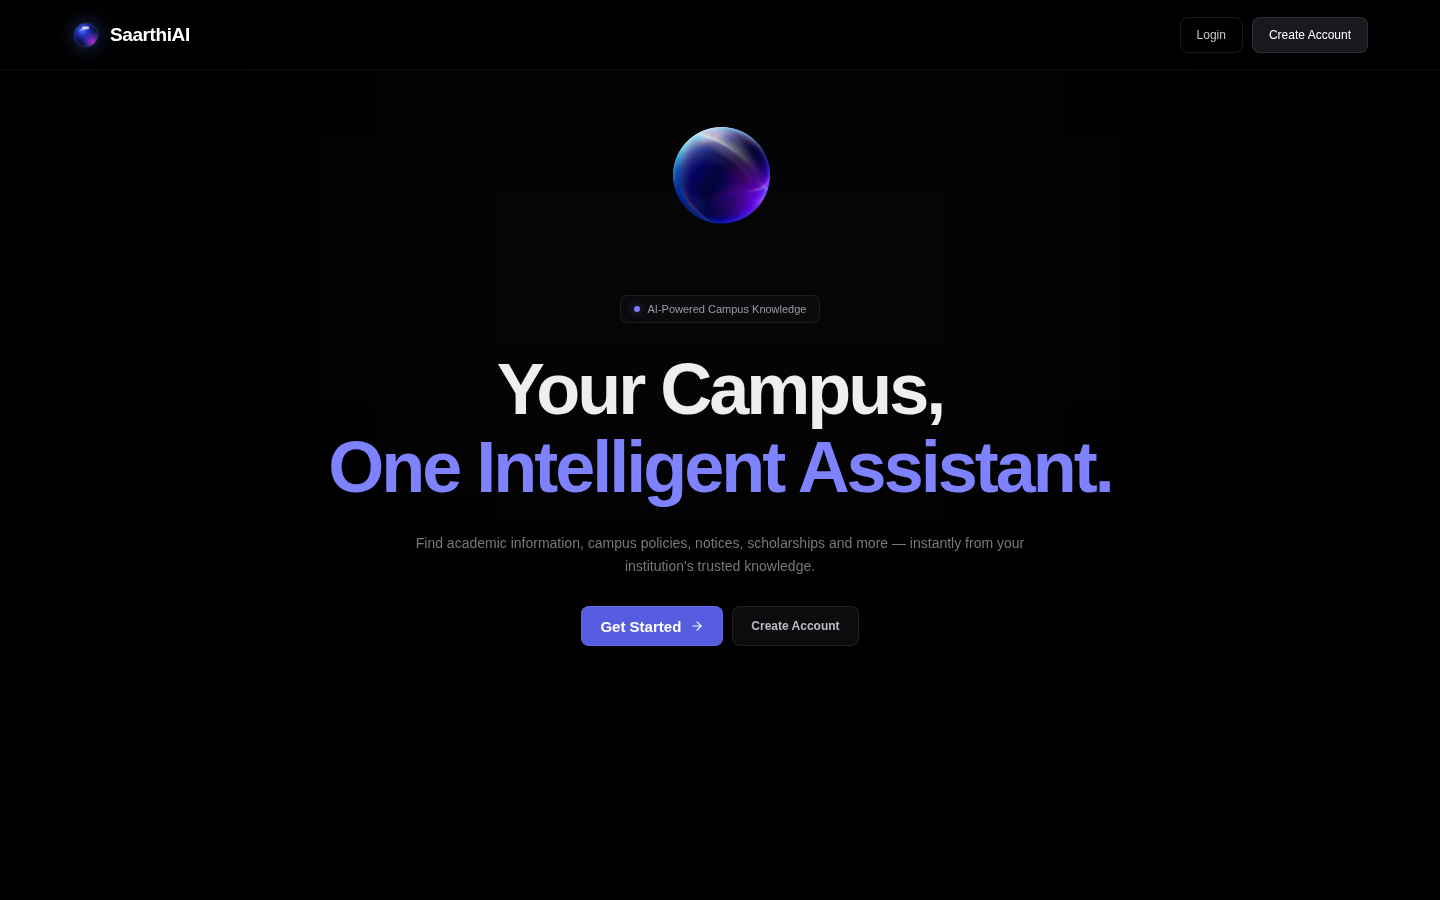 SaarthiAI
Login
Create Account
AI-Powered Campus Knowledge
Your Campus,
One Intelligent Assistant.
Find academic information, campus policies, notices, scholarships and more — instantly from your
institution's trusted knowledge.
Get Started
Create Account